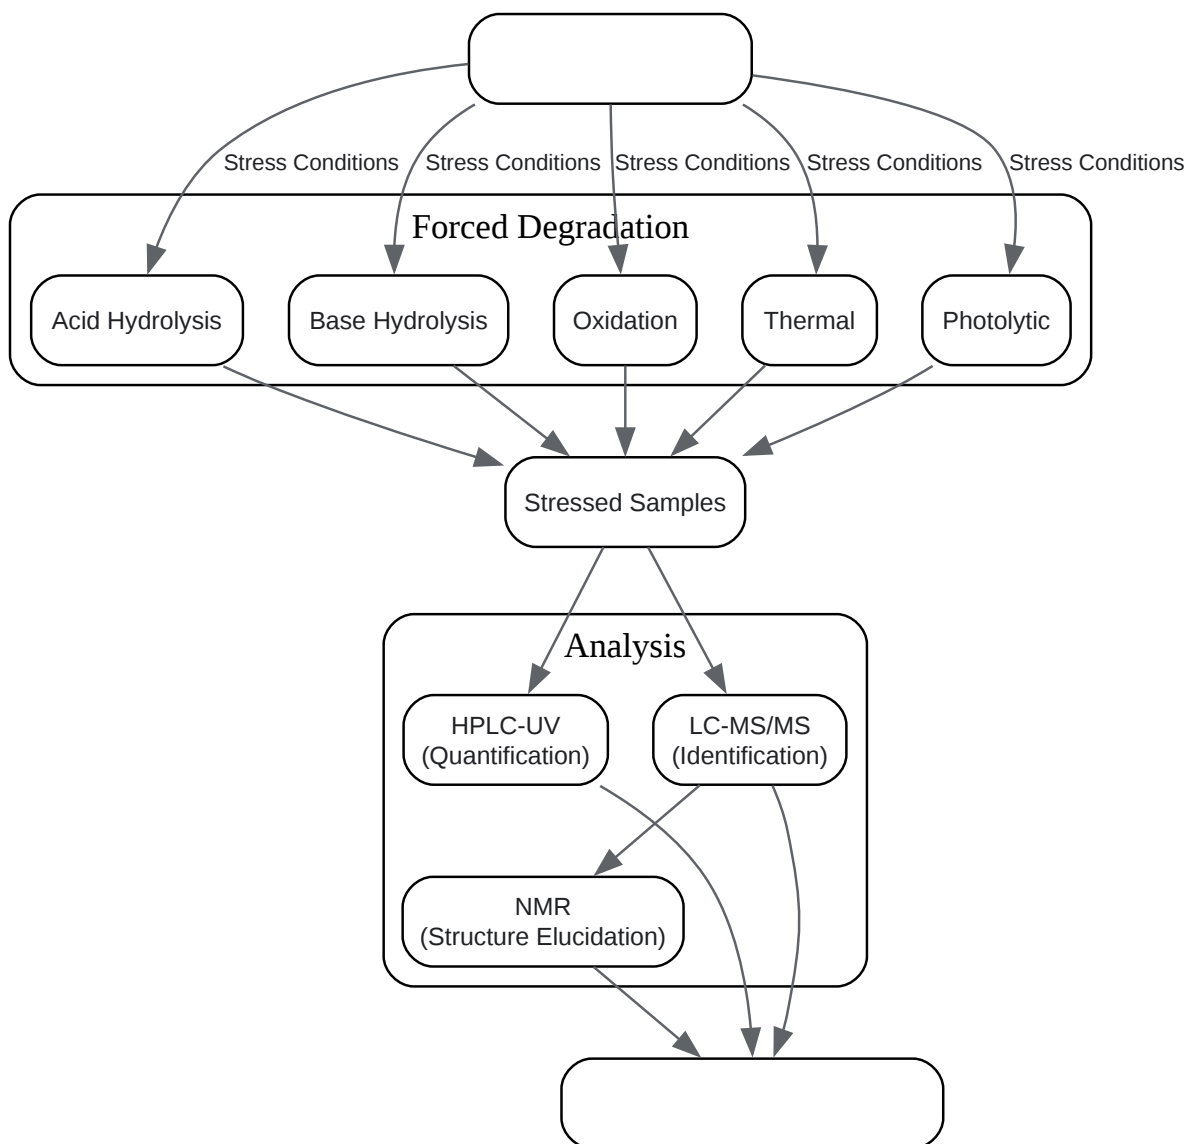 Stress Conditions
Stress Conditions
Stress Conditions
Stress Conditions
Stress Conditions
Forced Degradation
Acid Hydrolysis
Base Hydrolysis
Oxidation
Thermal
Photolytic
Stressed Samples
Analysis
HPLC-UV
(Quantification)
LC-MS/MS
(Identification)
NMR
(Structure Elucidation)